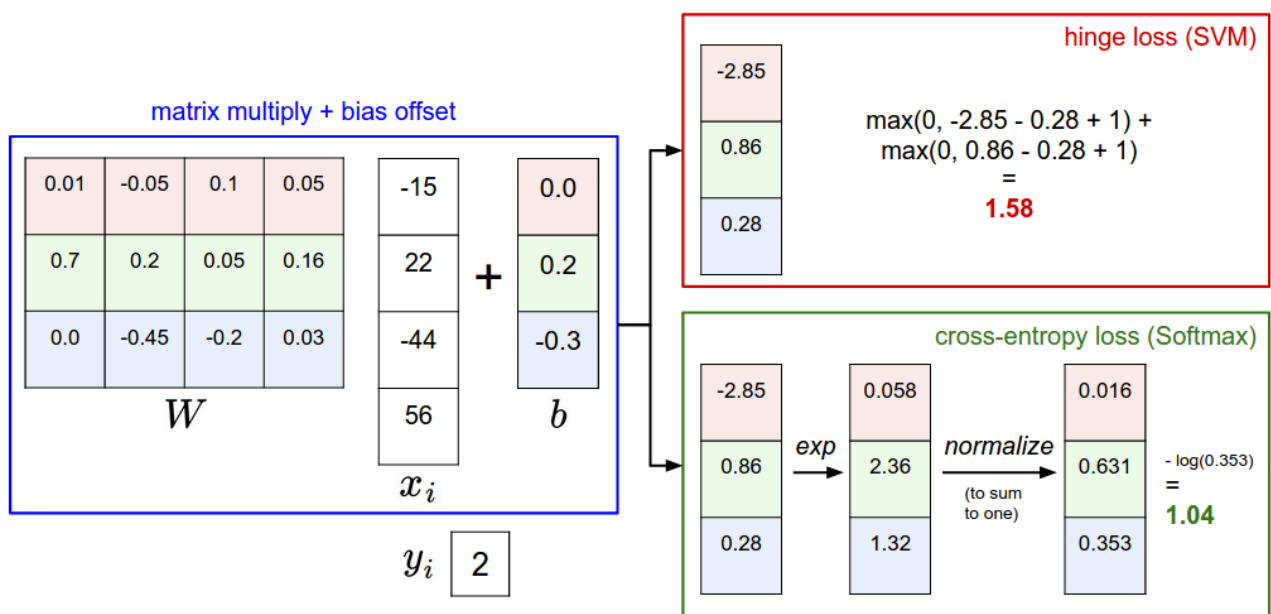 matrix multiply + bias offset
0.01 -0.05 0.1 0.05
0.7 0.2 0.05 0.16
0.0 -0.45 -0.2 0.03
W
-15
22
-44
56
x_i
+
0.0
0.2
-0.3
b
y_i 2
hinge loss (SVM)
-2.85
0.86
0.28
max(0, -2.85 - 0.28 + 1) +
max(0, 0.86 - 0.28 + 1)
=
1.58
cross-entropy loss (Softmax)
-2.85
0.86
0.28
exp
0.058
2.36
1.32
normalize
(to sum
to one)
0.016
0.631
0.353
- log(0.353)
=
1.04